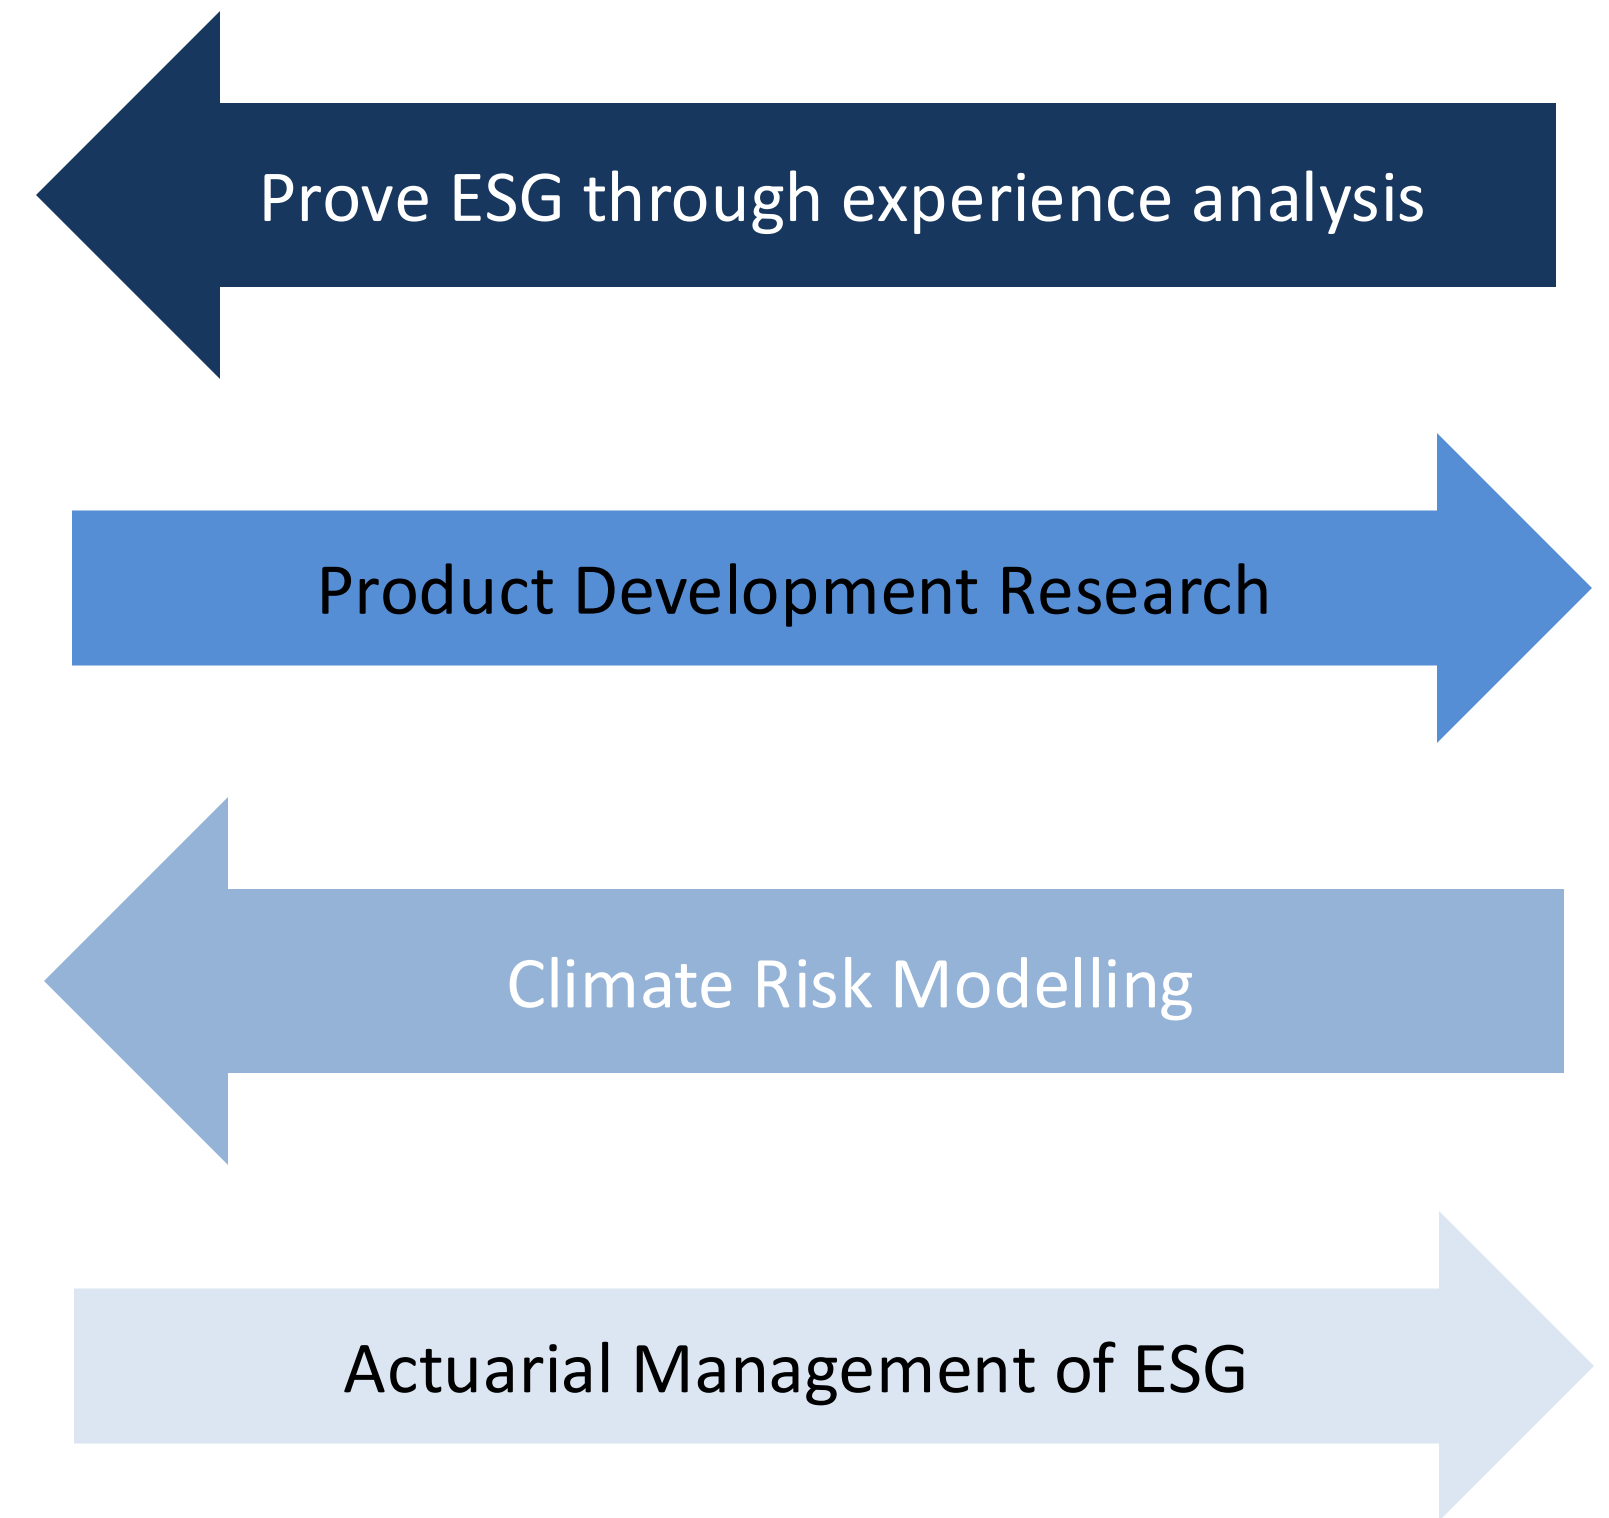 Prove ESG through experience analysis
Product Development Research
Climate Risk Modelling
Actuarial Management of ESG